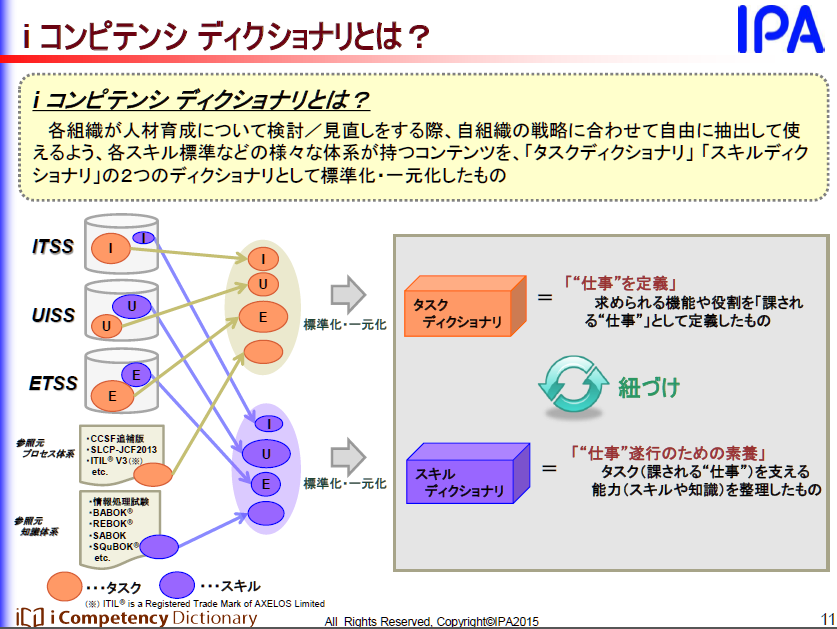 i コンピテンシ ディクショナリとは？
IPA
i コンピテンシ ディクショナリとは？
各組織が人材育成について検討／見直しをする際、自組織の戦略に合わせて自由に抽出して使
えるよう、各スキル標準などの様々な体系が持つコンテンツを、「タスクディクショナリ」「スキルディク
ショナリ」の２つのディクショナリとして標準化・一元化したもの
ITSS
I
I
UISS
U
U
ETSS
E
E
参照元
プロセス体系
・CCSF追補版
・SLCP-JCF2013
・ITIL® V3(※)
etc.
参照元
知識体系
・情報処理試験
・BABOK®
・REBOK®
・SABOK
・SQuBOK®
etc.
I
U
E
I
U
E
標準化・一元化
標準化・一元化
タスク
ディクショナリ
＝
「“仕事”を定義」
求められる機能や役割を「課され
る“仕事”」として定義したもの
紐づけ
スキル
ディクショナリ
＝
「“仕事”遂行のための素養」
タスク（課される“仕事”）を支える
能力（スキルや知識）を整理したもの
・・・タスク
・・・スキル
(※) ITIL® is a Registered Trade Mark of AXELOS Limited
i Competency Dictionary
All Rights Reserved, Copyright©IPA2015
11